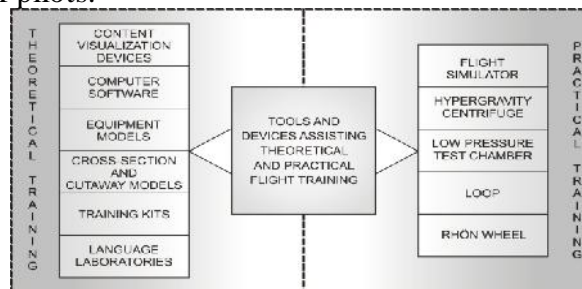 of pilots.
THEORETICAL TRAINING
CONTENT
VISUALIZATION
DEVICES
COMPUTER
SOFTWARE
EQUIPMENT
MODELS
CROSS-SECTION
AND
CUTAWAY MODELS
TRAINING KITS
LANGUAGE
LABORATORIES
TOOLS AND
DEVICES ASSISTING
THEORETICAL
AND PRACTICAL
FLIGHT TRAINING
FLIGHT
SIMULATOR
HYPERGRAVITY
CENTRIFUGE
LOW PRESSURE
TEST CHAMBER
LOOP
RHÖN WHEEL
PRACTICAL TRAINING